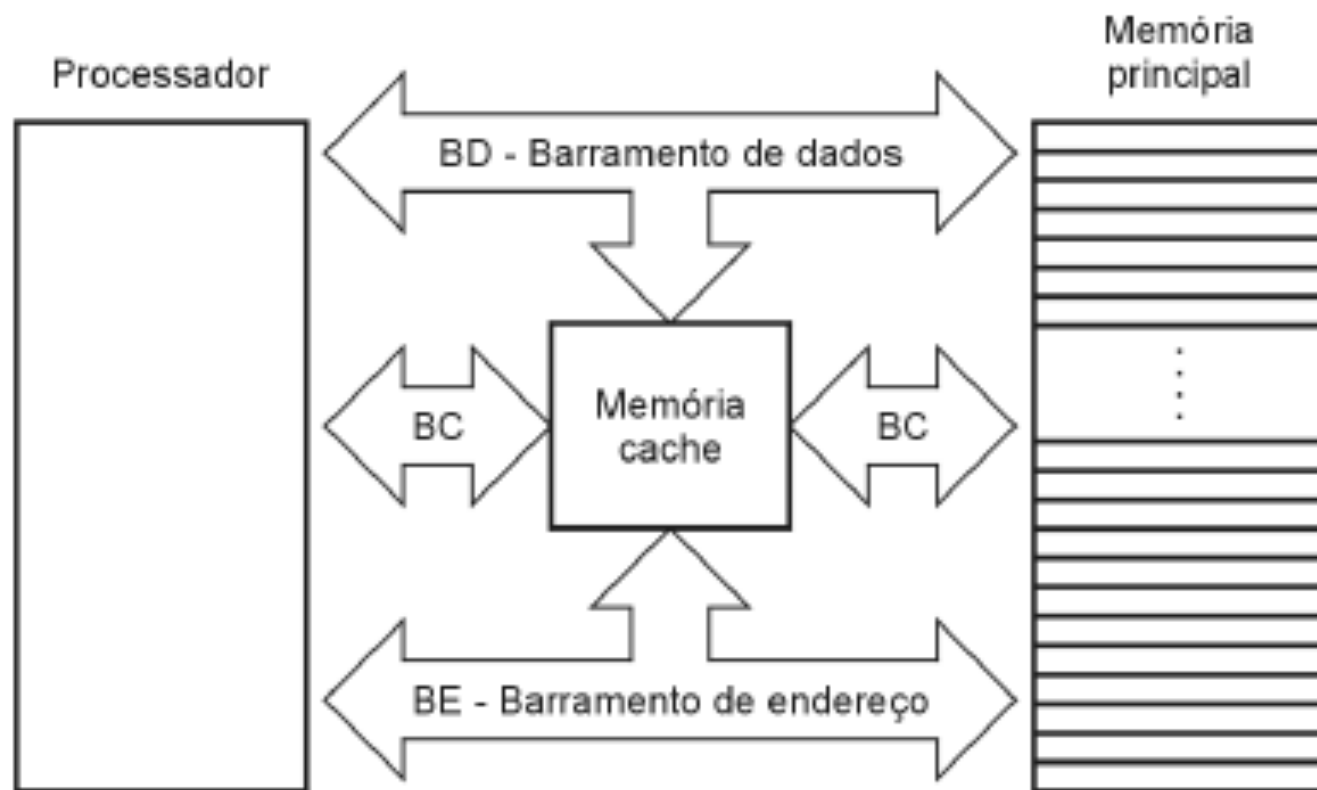 Processador
Memória
principal
BD - Barramento de dados
BC
Memória
cache
BC
BE - Barramento de endereço